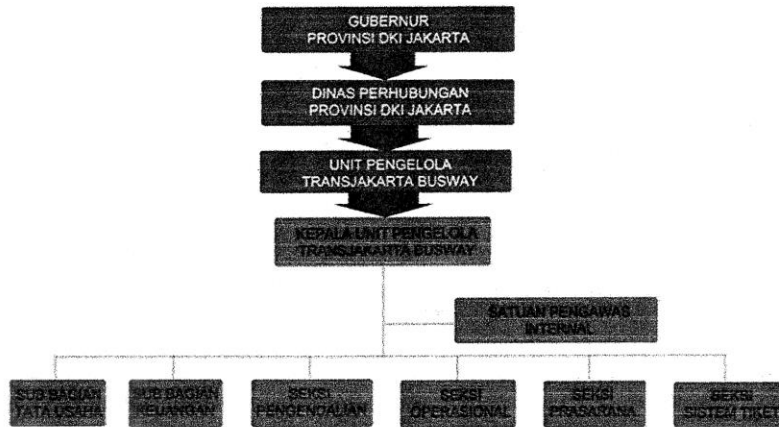 GUBERNUR
PROVINSI DKI JAKARTA
DINAS PERHUBUNGAN
PROVINSI DKI JAKARTA
UNIT PENGELOLA
TRANSJAKARTA BUSWAY
KEPALA UNIT PENGELOLA
TRANSJAKARTA BUSWAY
SATUAN PENGAWAS
INTERNAL
SUB BAGIAN
TATA USAHA
SUB BAGIAN
KEUANGAN
SEKSI
PENGENDALIAN
SEKSI
OPERASIONAL
SEKSI
PRASARANA
SEKSI
SISTEM TIKET